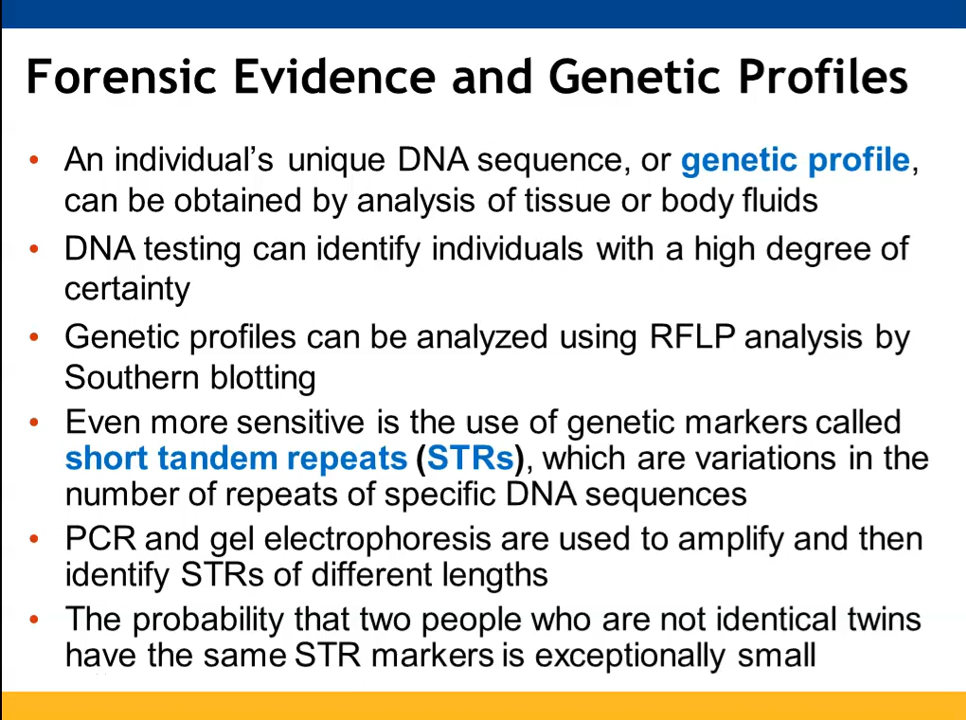 Forensic Evidence and Genetic Profiles
• An individual’s unique DNA sequence, or genetic profile,
can be obtained by analysis of tissue or body fluids
• DNA testing can identify individuals with a high degree of
certainty
• Genetic profiles can be analyzed using RFLP analysis by
Southern blotting
• Even more sensitive is the use of genetic markers called
short tandem repeats (STRs), which are variations in the
number of repeats of specific DNA sequences
• PCR and gel electrophoresis are used to amplify and then
identify STRs of different lengths
• The probability that two people who are not identical twins
have the same STR markers is exceptionally small